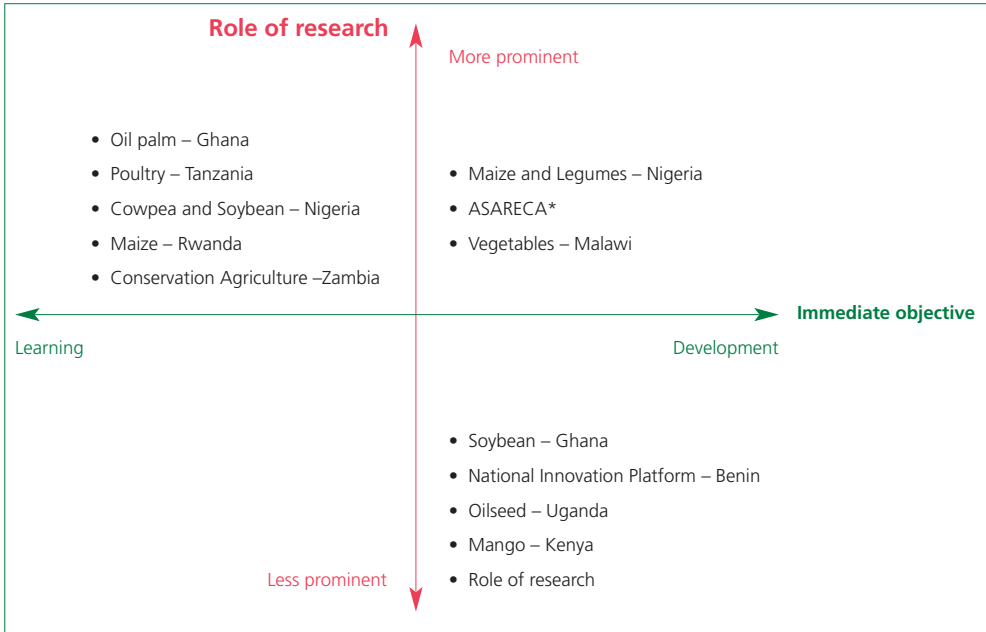 Role of research
More prominent
• Oil palm – Ghana
• Poultry – Tanzania
• Cowpea and Soybean – Nigeria
• Maize – Rwanda
• Conservation Agriculture –Zambia
• Maize and Legumes – Nigeria
• ASARECA*
• Vegetables – Malawi
Immediate objective
Learning
Development
• Soybean – Ghana
• National Innovation Platform – Benin
• Oilseed – Uganda
• Mango – Kenya
• Role of research
Less prominent